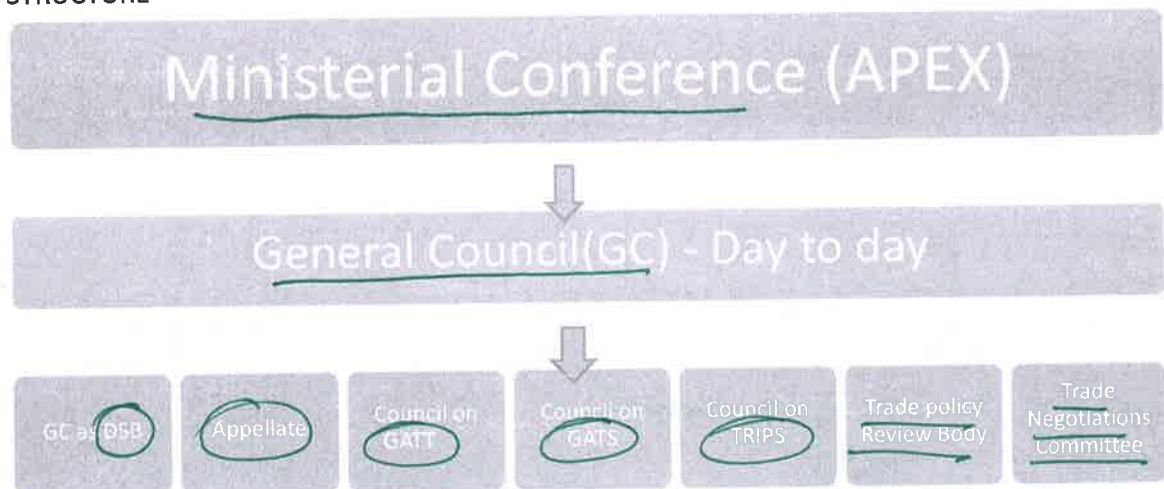 STRUCTURE
Ministerial Conference (APEX)
General Council(GC) - Day to day
GC as DSB
Appellate
Council on
GATT
Council on
GATS
Council on
TRIPS
Trade policy
Review Body
Trade
Negotiations
Committee